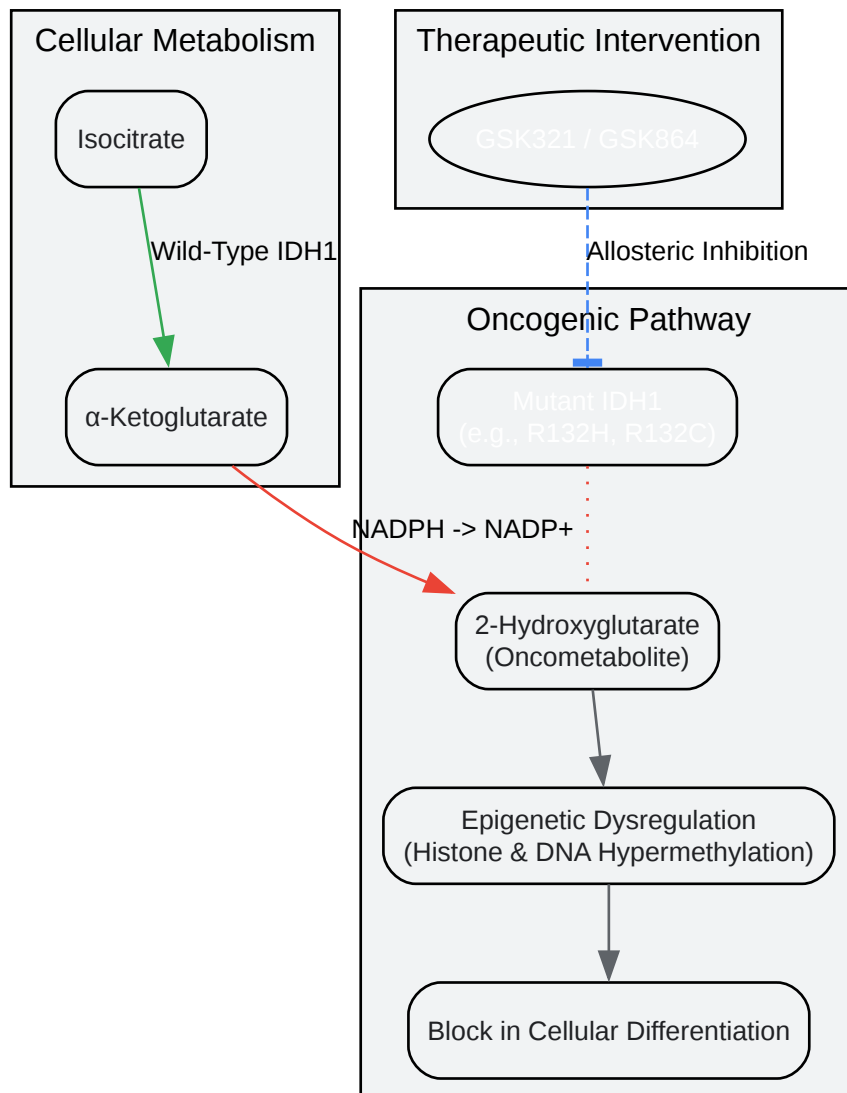 Cellular Metabolism
Therapeutic Intervention
Isocitrate
GSK321 / GSK864
Wild-Type IDH1
Allosteric Inhibition
Oncogenic Pathway
α-Ketoglutarate
Mutant IDH1
(e.g., R132H, R132C)
NADPH -> NADP+
2-Hydroxyglutarate
(Oncometabolite)
Epigenetic Dysregulation
(Histone & DNA Hypermethylation)
Block in Cellular Differentiation